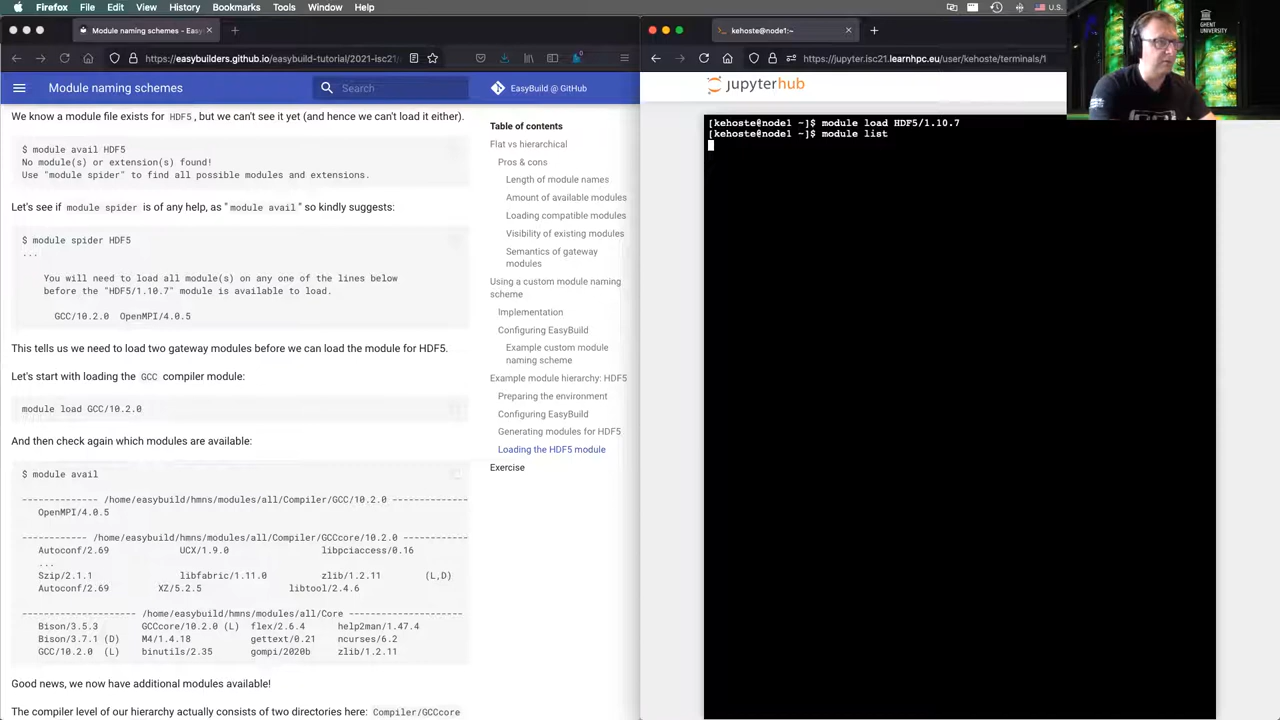 Firefox File Edit View History Bookmarks Tools Window Help
U.S.
Module naming schemes - Easy
https://easybuilders.github.io/easybuild-tutorial/2021-isc21
Module naming schemes
Search
EasyBuild @ GitHub
We know a module file exists for HDF5 , but we can't see it yet (and hence we can't load it either).
$ module avail HDF5
No module(s) or extension(s) found!
Use "module spider" to find all possible modules and extensions.
Let's see if module spider is of any help, as "module avail" so kindly suggests:
$ module spider HDF5
...
You will need to load all module(s) on any one of the lines below
before the "HDF5/1.10.7" module is available to load.
GCC/10.2.0 OpenMPI/4.0.5
This tells us we need to load two gateway modules before we can load the module for HDF5.
Let's start with loading the GCC compiler module:
module load GCC/10.2.0
And then check again which modules are available:
$ module avail
-------------- /home/easybuild/hmns/modules/all/Compiler/GCC/10.2.0 --------------
OpenMPI/4.0.5
------------ /home/easybuild/hmns/modules/all/Compiler/GCCcore/10.2.0 ------------
Autoconf/2.69 UCX/1.9.0 libpciaccess/0.16
...
Szip/2.1.1 libfabric/1.11.0 zlib/1.2.11 (L,D)
Autoconf/2.69 XZ/5.2.5 libtool/2.4.6
--------------------- /home/easybuild/hmns/modules/all/Core ---------------------
Bison/3.5.3 GCCcore/10.2.0 (L) flex/2.6.4 help2man/1.47.4
Bison/3.7.1 (D) M4/1.4.18 gettext/0.21 ncurses/6.2
GCC/10.2.0 (L) binutils/2.35 gompi/2020b zlib/1.2.11
Good news, we now have additional modules available!
The compiler level of our hierarchy actually consists of two directories here: Compiler/GCCcore
Table of contents
Flat vs hierarchical
Pros & cons
Length of module names
Amount of available modules
Loading compatible modules
Visibility of existing modules
Semantics of gateway
modules
Using a custom module naming
scheme
Implementation
Configuring EasyBuild
Example custom module
naming scheme
Example module hierarchy: HDF5
Preparing the environment
Configuring EasyBuild
Generating modules for HDF5
Loading the HDF5 module
Exercise
kehoste@node1:~
https://jupyter.isc21.learnhpc.eu/user/kehoste/terminals/1
jupyterhub
[kehoste@node1 ~]$ module load HDF5/1.10.7
[kehoste@node1 ~]$ module list
GHENT
UNIVERSITY